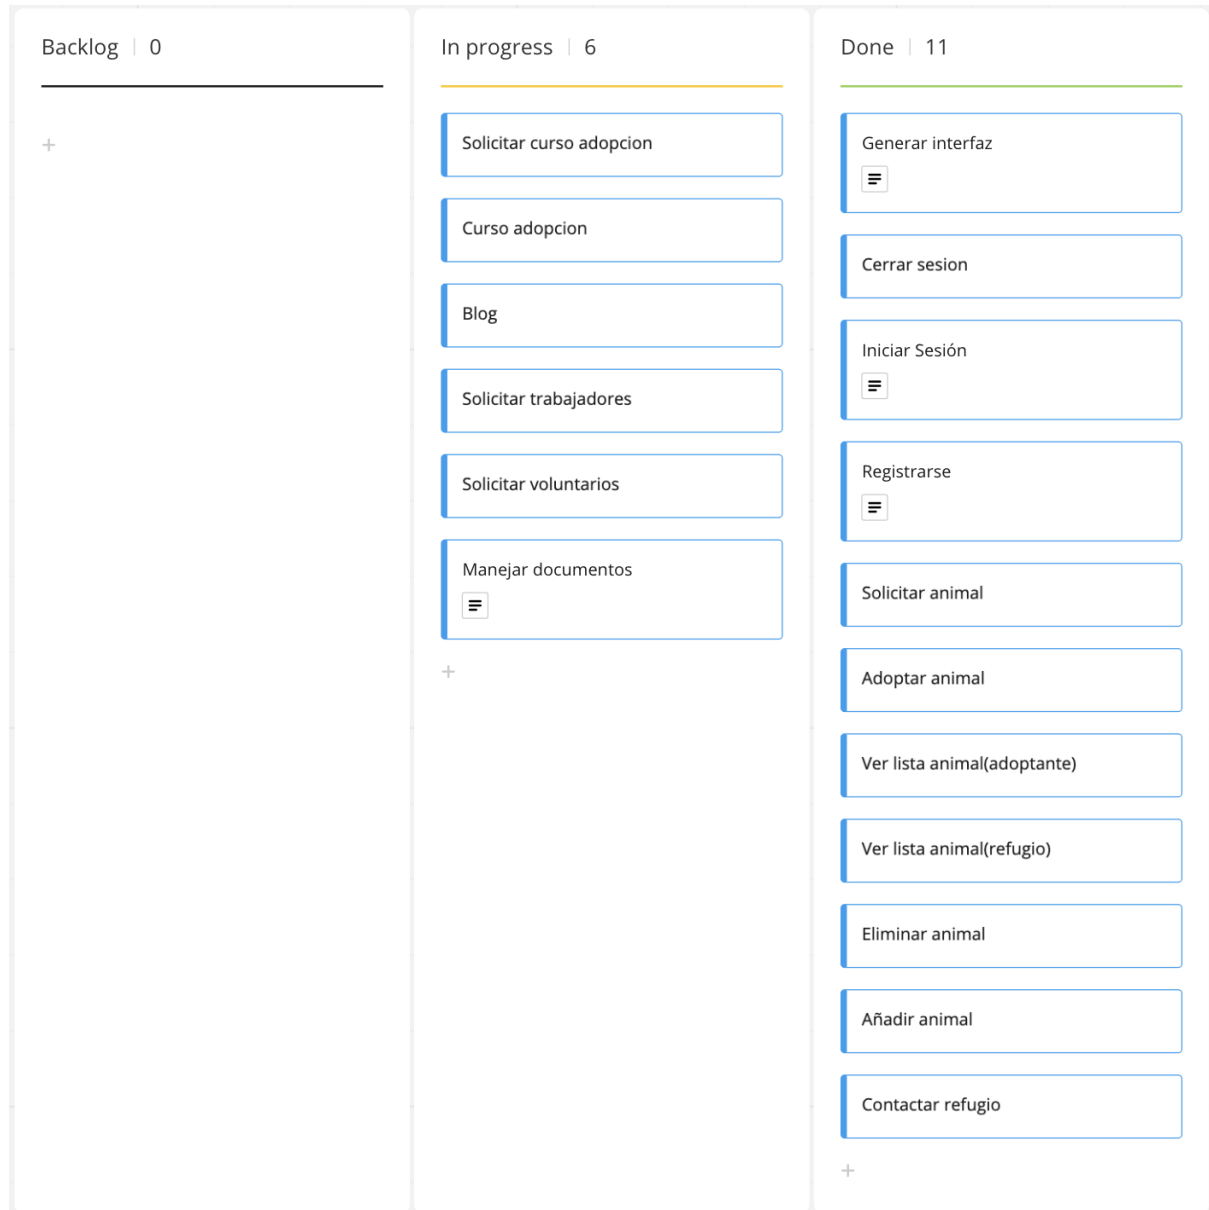 Backlog 0
In progress 6
Solicitar curso adopcion
Curso adopcion
Blog
Solicitar trabajadores
Solicitar voluntarios
Manejar documentos
Done 11
Generar interfaz
Cerrar sesion
Iniciar Sesión
Registrarse
Solicitar animal
Adoptar animal
Ver lista animal(adoptante)
Ver lista animal(refugio)
Eliminar animal
Añadir animal
Contactar refugio